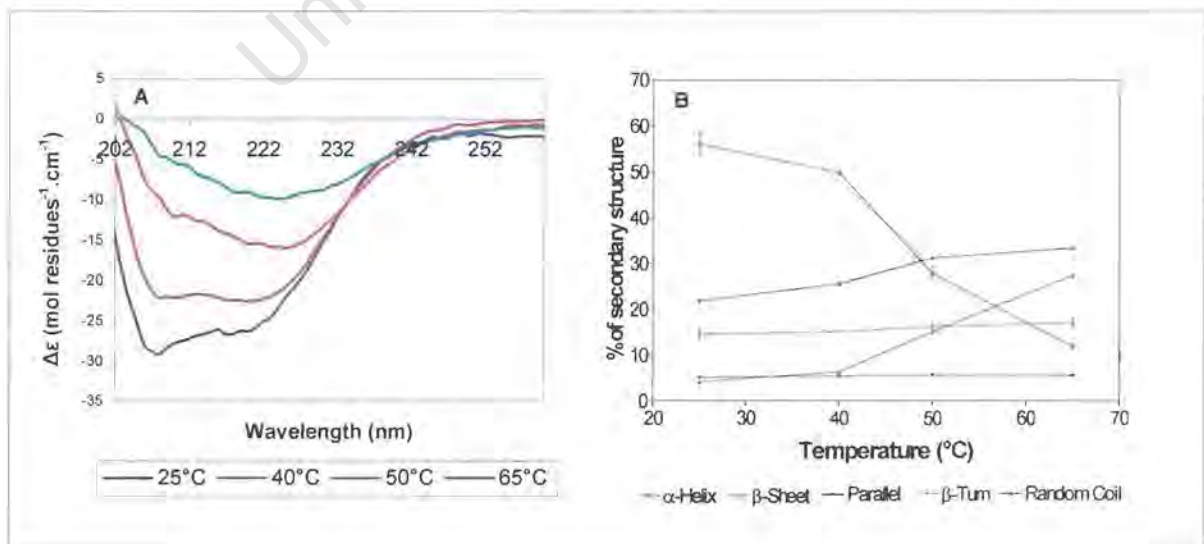 Uni
A
5
0
-5
-10
-15
-20
-25
-30
-35
202 212 222 232 242 252
Δε (mol residues⁻¹.cm⁻¹)
Wavelength (nm)
25°C 40°C 50°C 65°C
B
70
60
50
40
30
20
10
0
20 30 40 50 60 70
% of secondary structure
Temperature (°C)
α-Helix β-Sheet Parallel β-Turn Random Coil